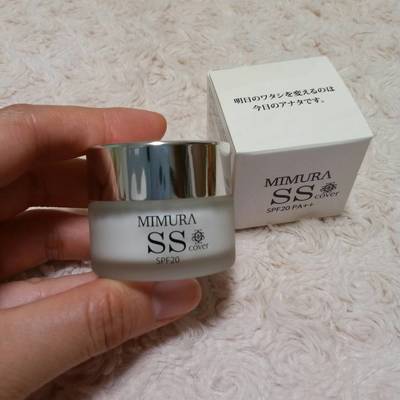 明日のワタシを変えるのは
今日のアナタです。
MIMURA
SS
cover
SPF20 PA++
MIMURA
SS
cover
SPF20